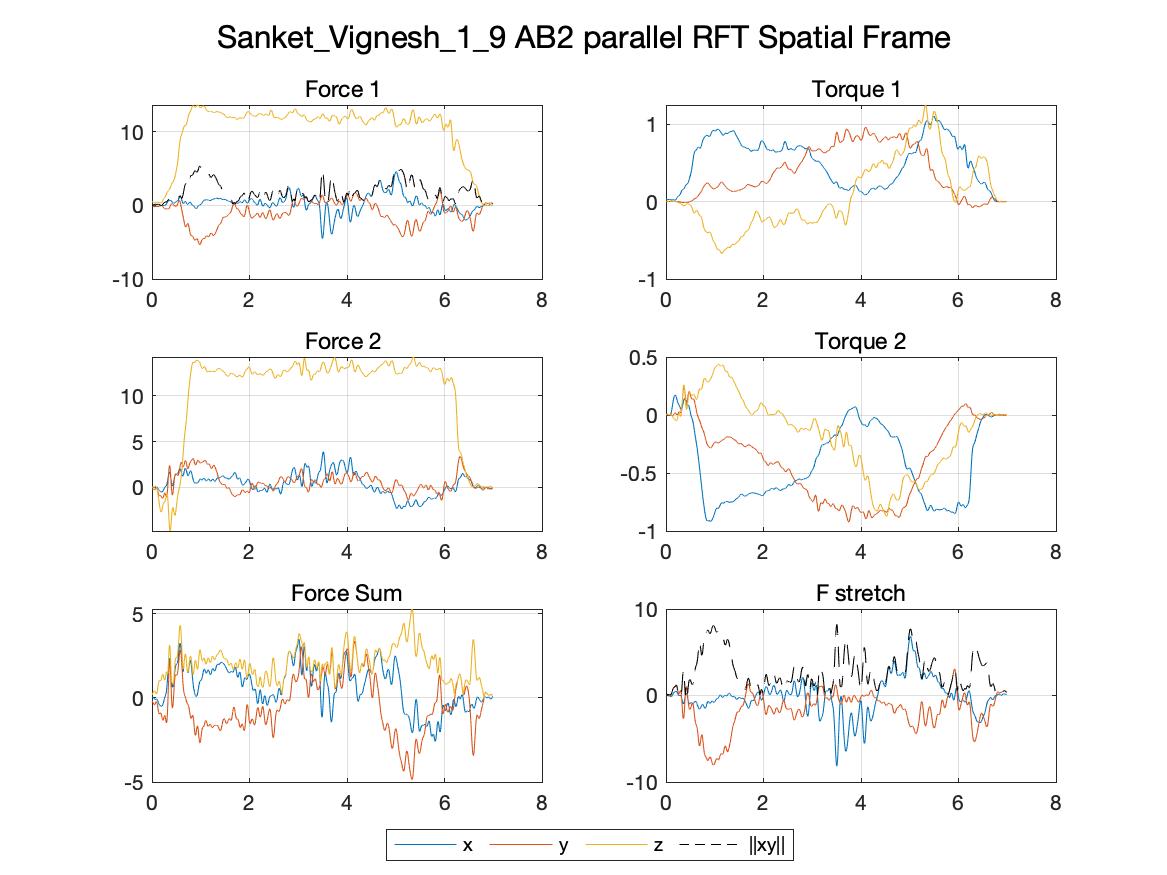 Sanket_Vignesh_1_9 AB2 parallel RFT Spatial Frame
Force 1
10
0
-10
0 2 4 6 8
Torque 1
1
0
-1
0 2 4 6 8
Force 2
10
5
0
0 2 4 6 8
Torque 2
0.5
0
-0.5
-1
0 2 4 6 8
Force Sum
5
0
-5
0 2 4 6 8
F stretch
10
0
-10
0 2 4 6 8
x y z ||xy||